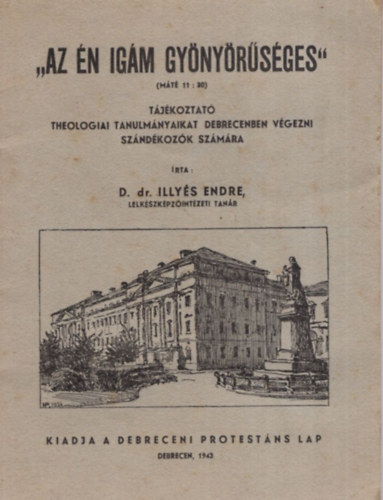 „AZ ÉN IGÁM GYÖNYÖRŰSÉGES“
(MÁTÉ 11 : 30)
TÁJÉKOZTATÓ
THEOLOGIAI TANULMÁNYAIKAT DEBRECENBEN VÉGEZNI
SZÁNDÉKOZÓK SZÁMÁRA
ÍRTA :
D. dr. ILLYÉS ENDRE,
LELKÉSZKÉPZŐINTÉZETI TANÁR
KIADJA A DEBRECENI PROTESTÁNS LAP
DEBRECEN, 1943